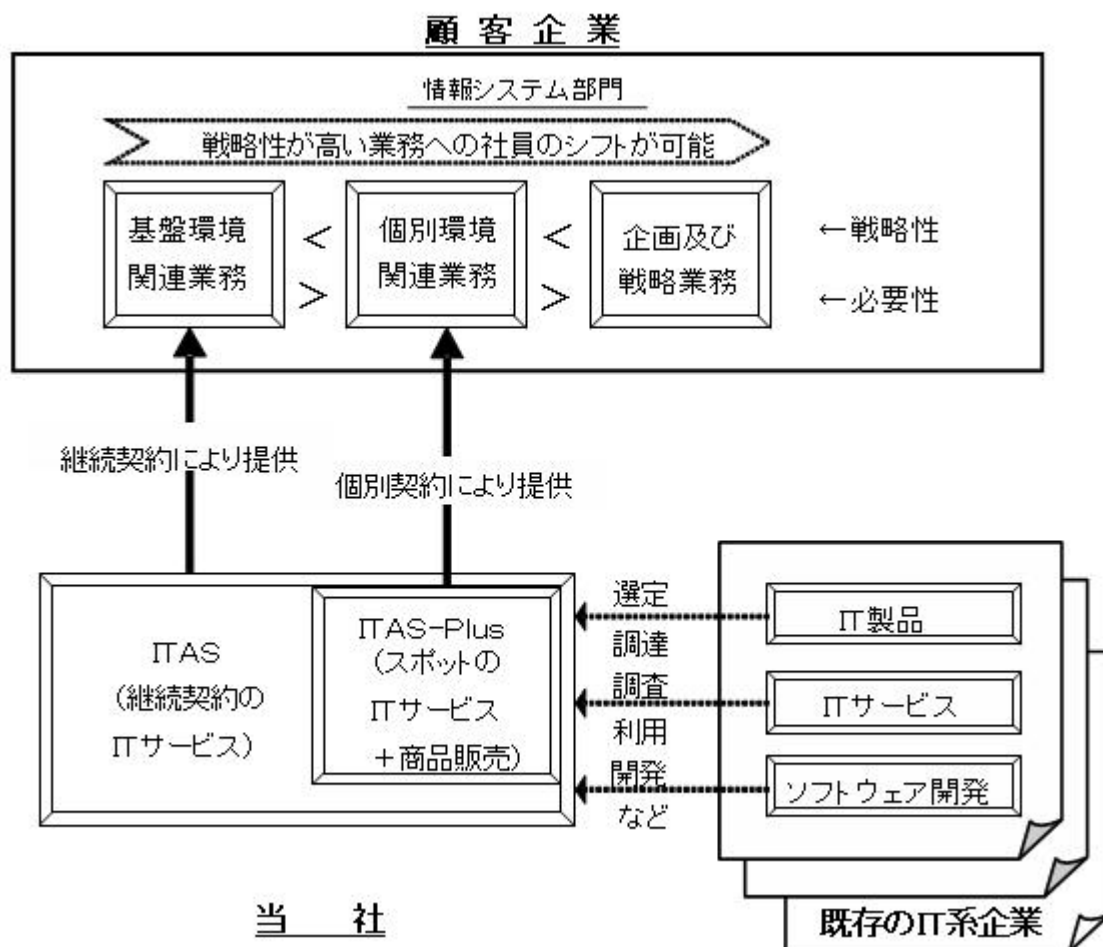 顧客企業
情報システム部門
戦略性が高い業務への社員のシフトが可能
基盤環境
関連業務
<
>
個別環境
関連業務
<
>
企画及び
戦略業務
←戦略性
←必要性
継続契約により提供
個別契約により提供
ITAS
(継続契約の
ITサービス)
ITAS-Plus
(スポットの
ITサービス
+商品販売)
選定
調達
調査
利用
開発
など
IT製品
ITサービス
ソフトウェア開発
当 社
既存のIT系企業